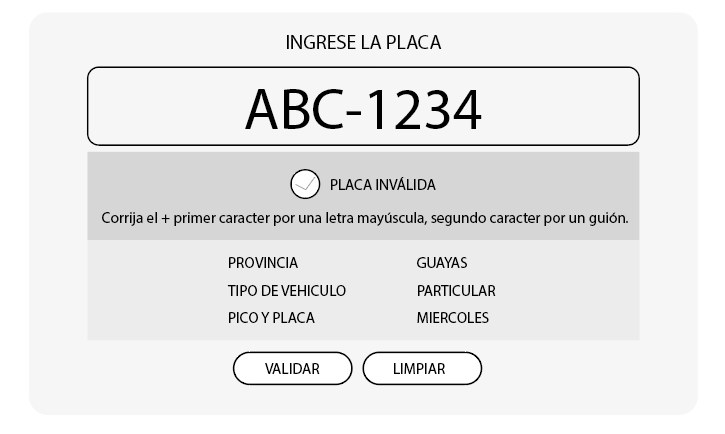 INGRESE LA PLACA
ABC-1234
PLACA INVÁLIDA
Corrija el + primer caracter por una letra mayúscula, segundo caracter por un guión.
PROVINCIA GUAYAS
TIPO DE VEHICULO PARTICULAR
PICO Y PLACA MIERCOLES
VALIDAR LIMPIAR